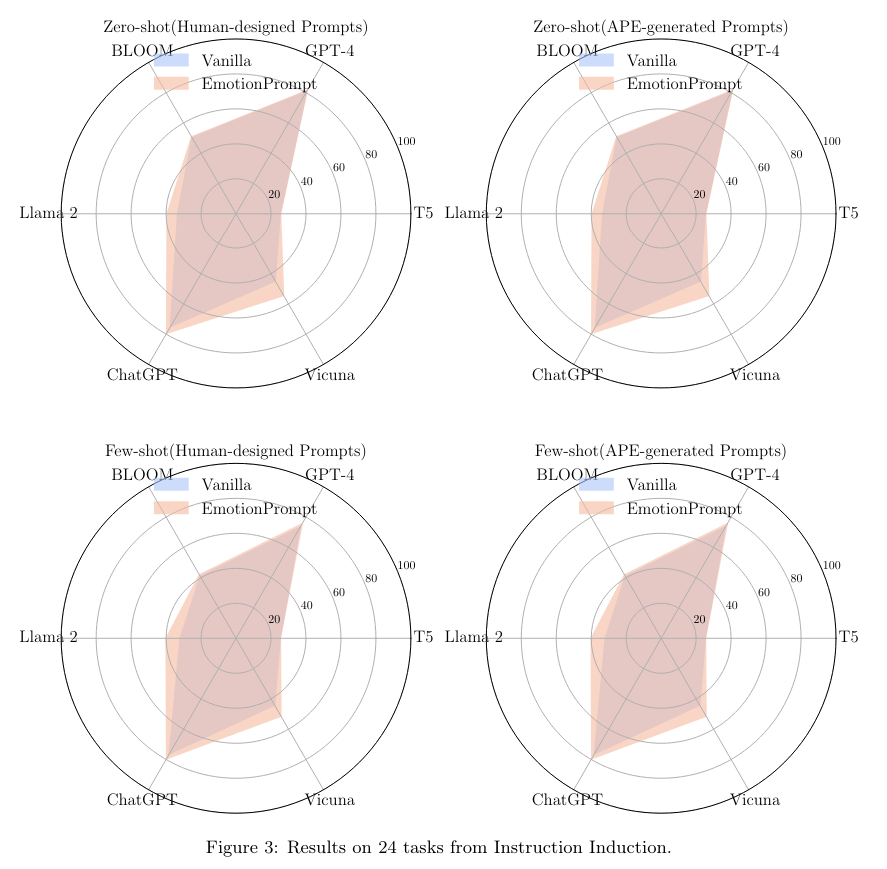 Zero-shot(Human-designed Prompts)
BLOOM
GPT-4
Vanilla
EmotionPrompt
100
80
60
40
20
Llama 2
T5
ChatGPT
Vicuna
Zero-shot(APE-generated Prompts)
BLOOM
GPT-4
Vanilla
EmotionPrompt
100
80
60
40
20
Llama 2
T5
ChatGPT
Vicuna
Few-shot(Human-designed Prompts)
BLOOM
GPT-4
Vanilla
EmotionPrompt
100
80
60
40
20
Llama 2
T5
ChatGPT
Vicuna
Few-shot(APE-generated Prompts)
BLOOM
GPT-4
Vanilla
EmotionPrompt
100
80
60
40
20
Llama 2
T5
ChatGPT
Vicuna
Figure 3: Results on 24 tasks from Instruction Induction.